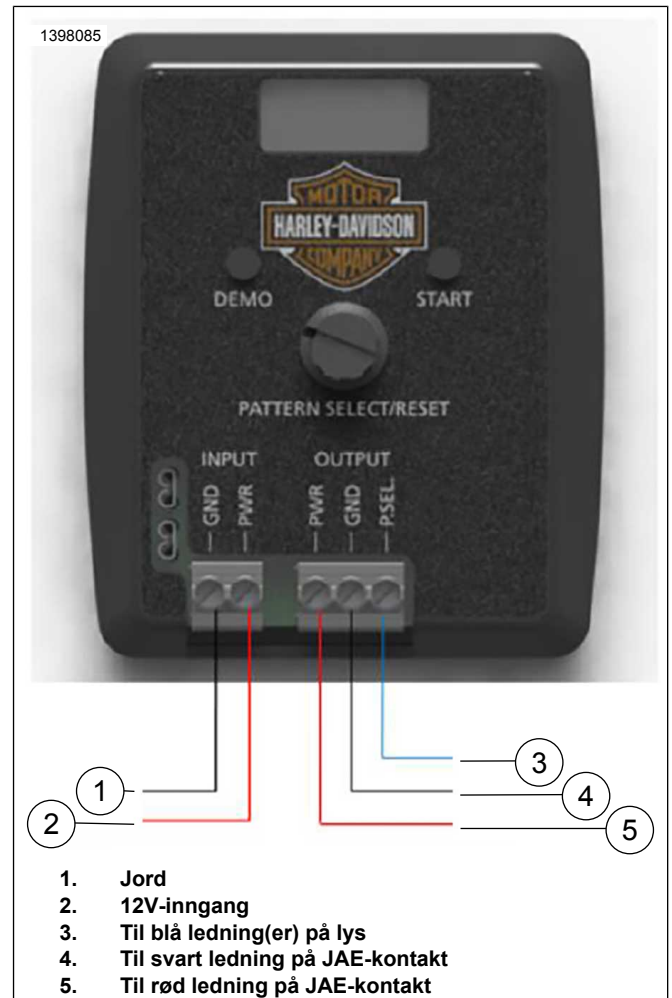 1398085
MOTOR
HARLEY-DAVIDSON
COMPANY
DEMO
START
PATTERN SELECT/RESET
INPUT
OUTPUT
GND
PWR
PWR
GND
P.SEL.
1
2
3
4
5
1. Jord
2. 12V-inngang
3. Til blå ledning(er) på lys
4. Til svart ledning på JAE-kontakt
5. Til rød ledning på JAE-kontakt